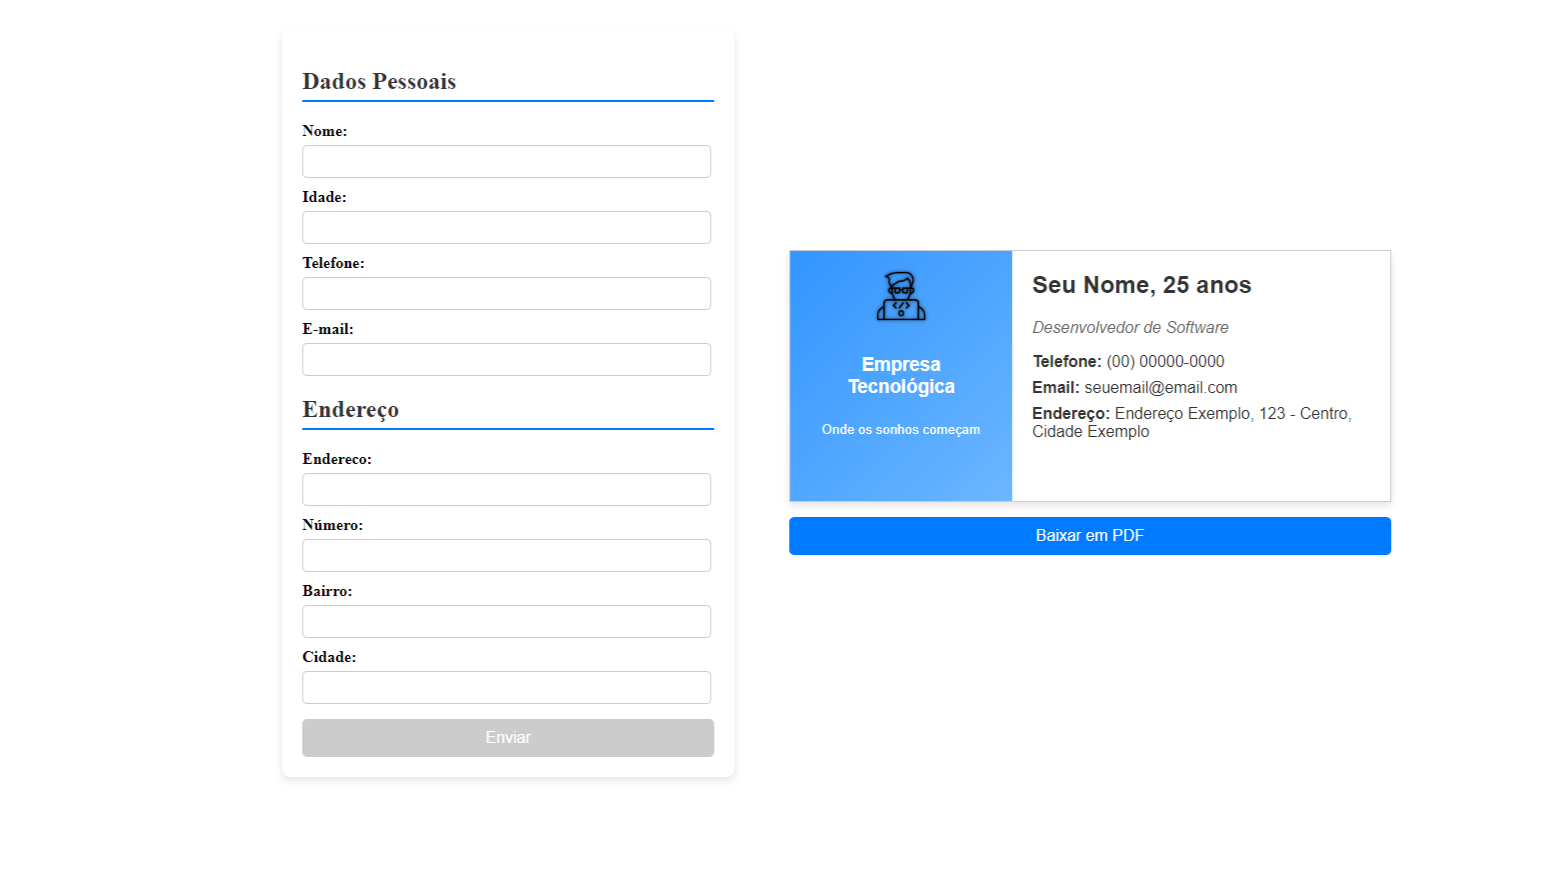 Dados Pessoais
Nome:
Idade:
Telefone:
E-mail:
Endereço
Endereco:
Número:
Bairro:
Cidade:
Enviar
Empresa
Tecnológica
Onde os sonhos começam
Seu Nome, 25 anos
Desenvolvedor de Software
Telefone: (00) 00000-0000
Email: seuemail@email.com
Endereço: Endereço Exemplo, 123 - Centro,
Cidade Exemplo
Baixar em PDF